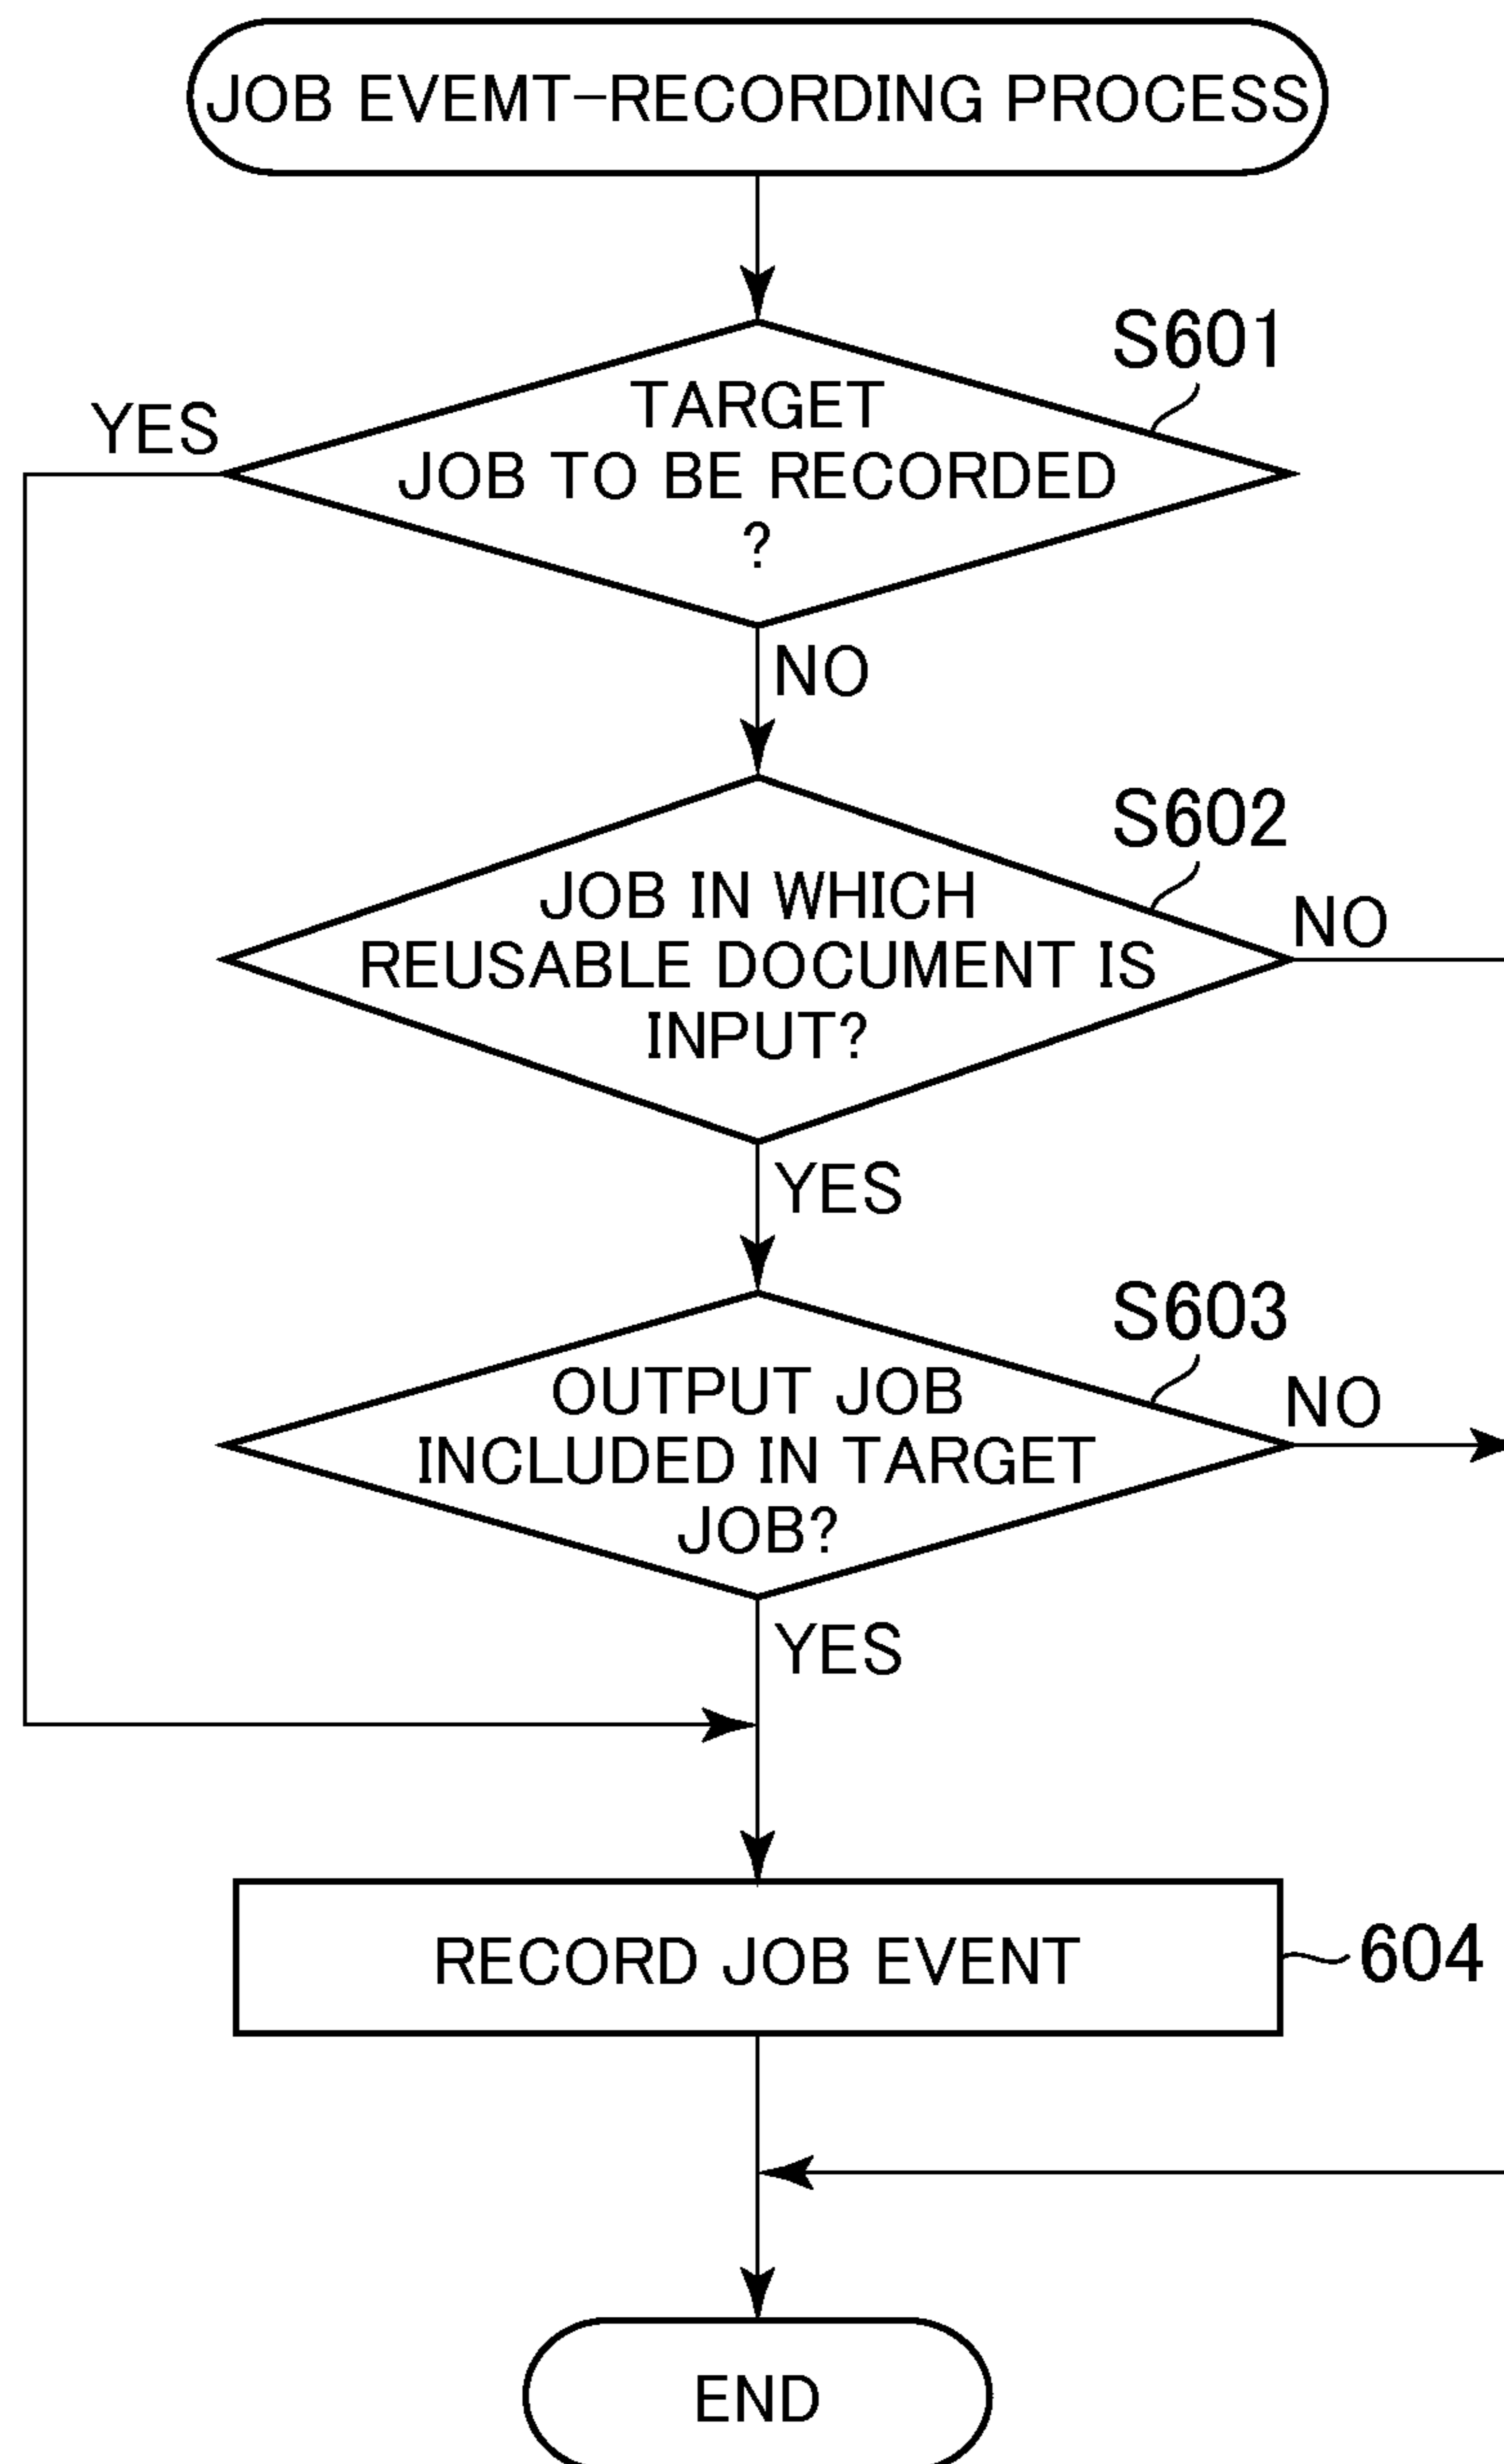 JOB EVEMT-RECORDING PROCESS
S601
TARGET
JOB TO BE RECORDED
?
YES
NO
S602
JOB IN WHICH
REUSABLE DOCUMENT IS
INPUT?
NO
YES
S603
OUTPUT JOB
INCLUDED IN TARGET
JOB?
NO
YES
RECORD JOB EVENT
604
END